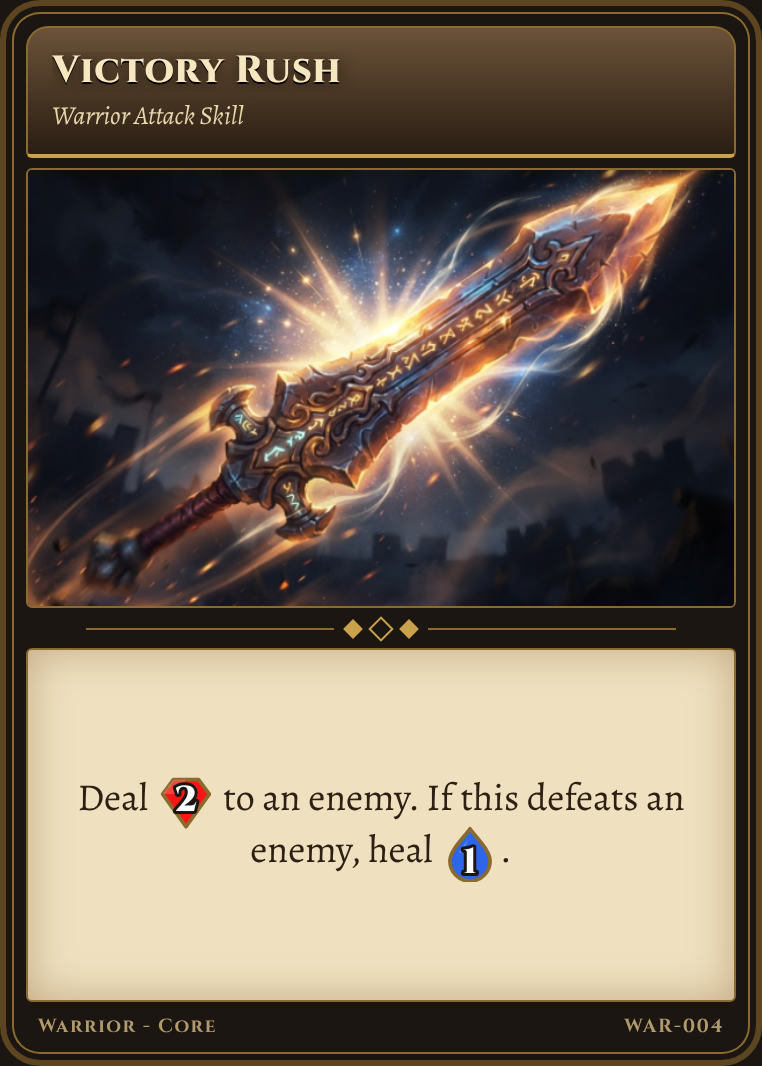 Victory Rush
Warrior Attack Skill
Deal 2 to an enemy. If this defeats an
enemy, heal 1 .
Warrior - Core
WAR-004